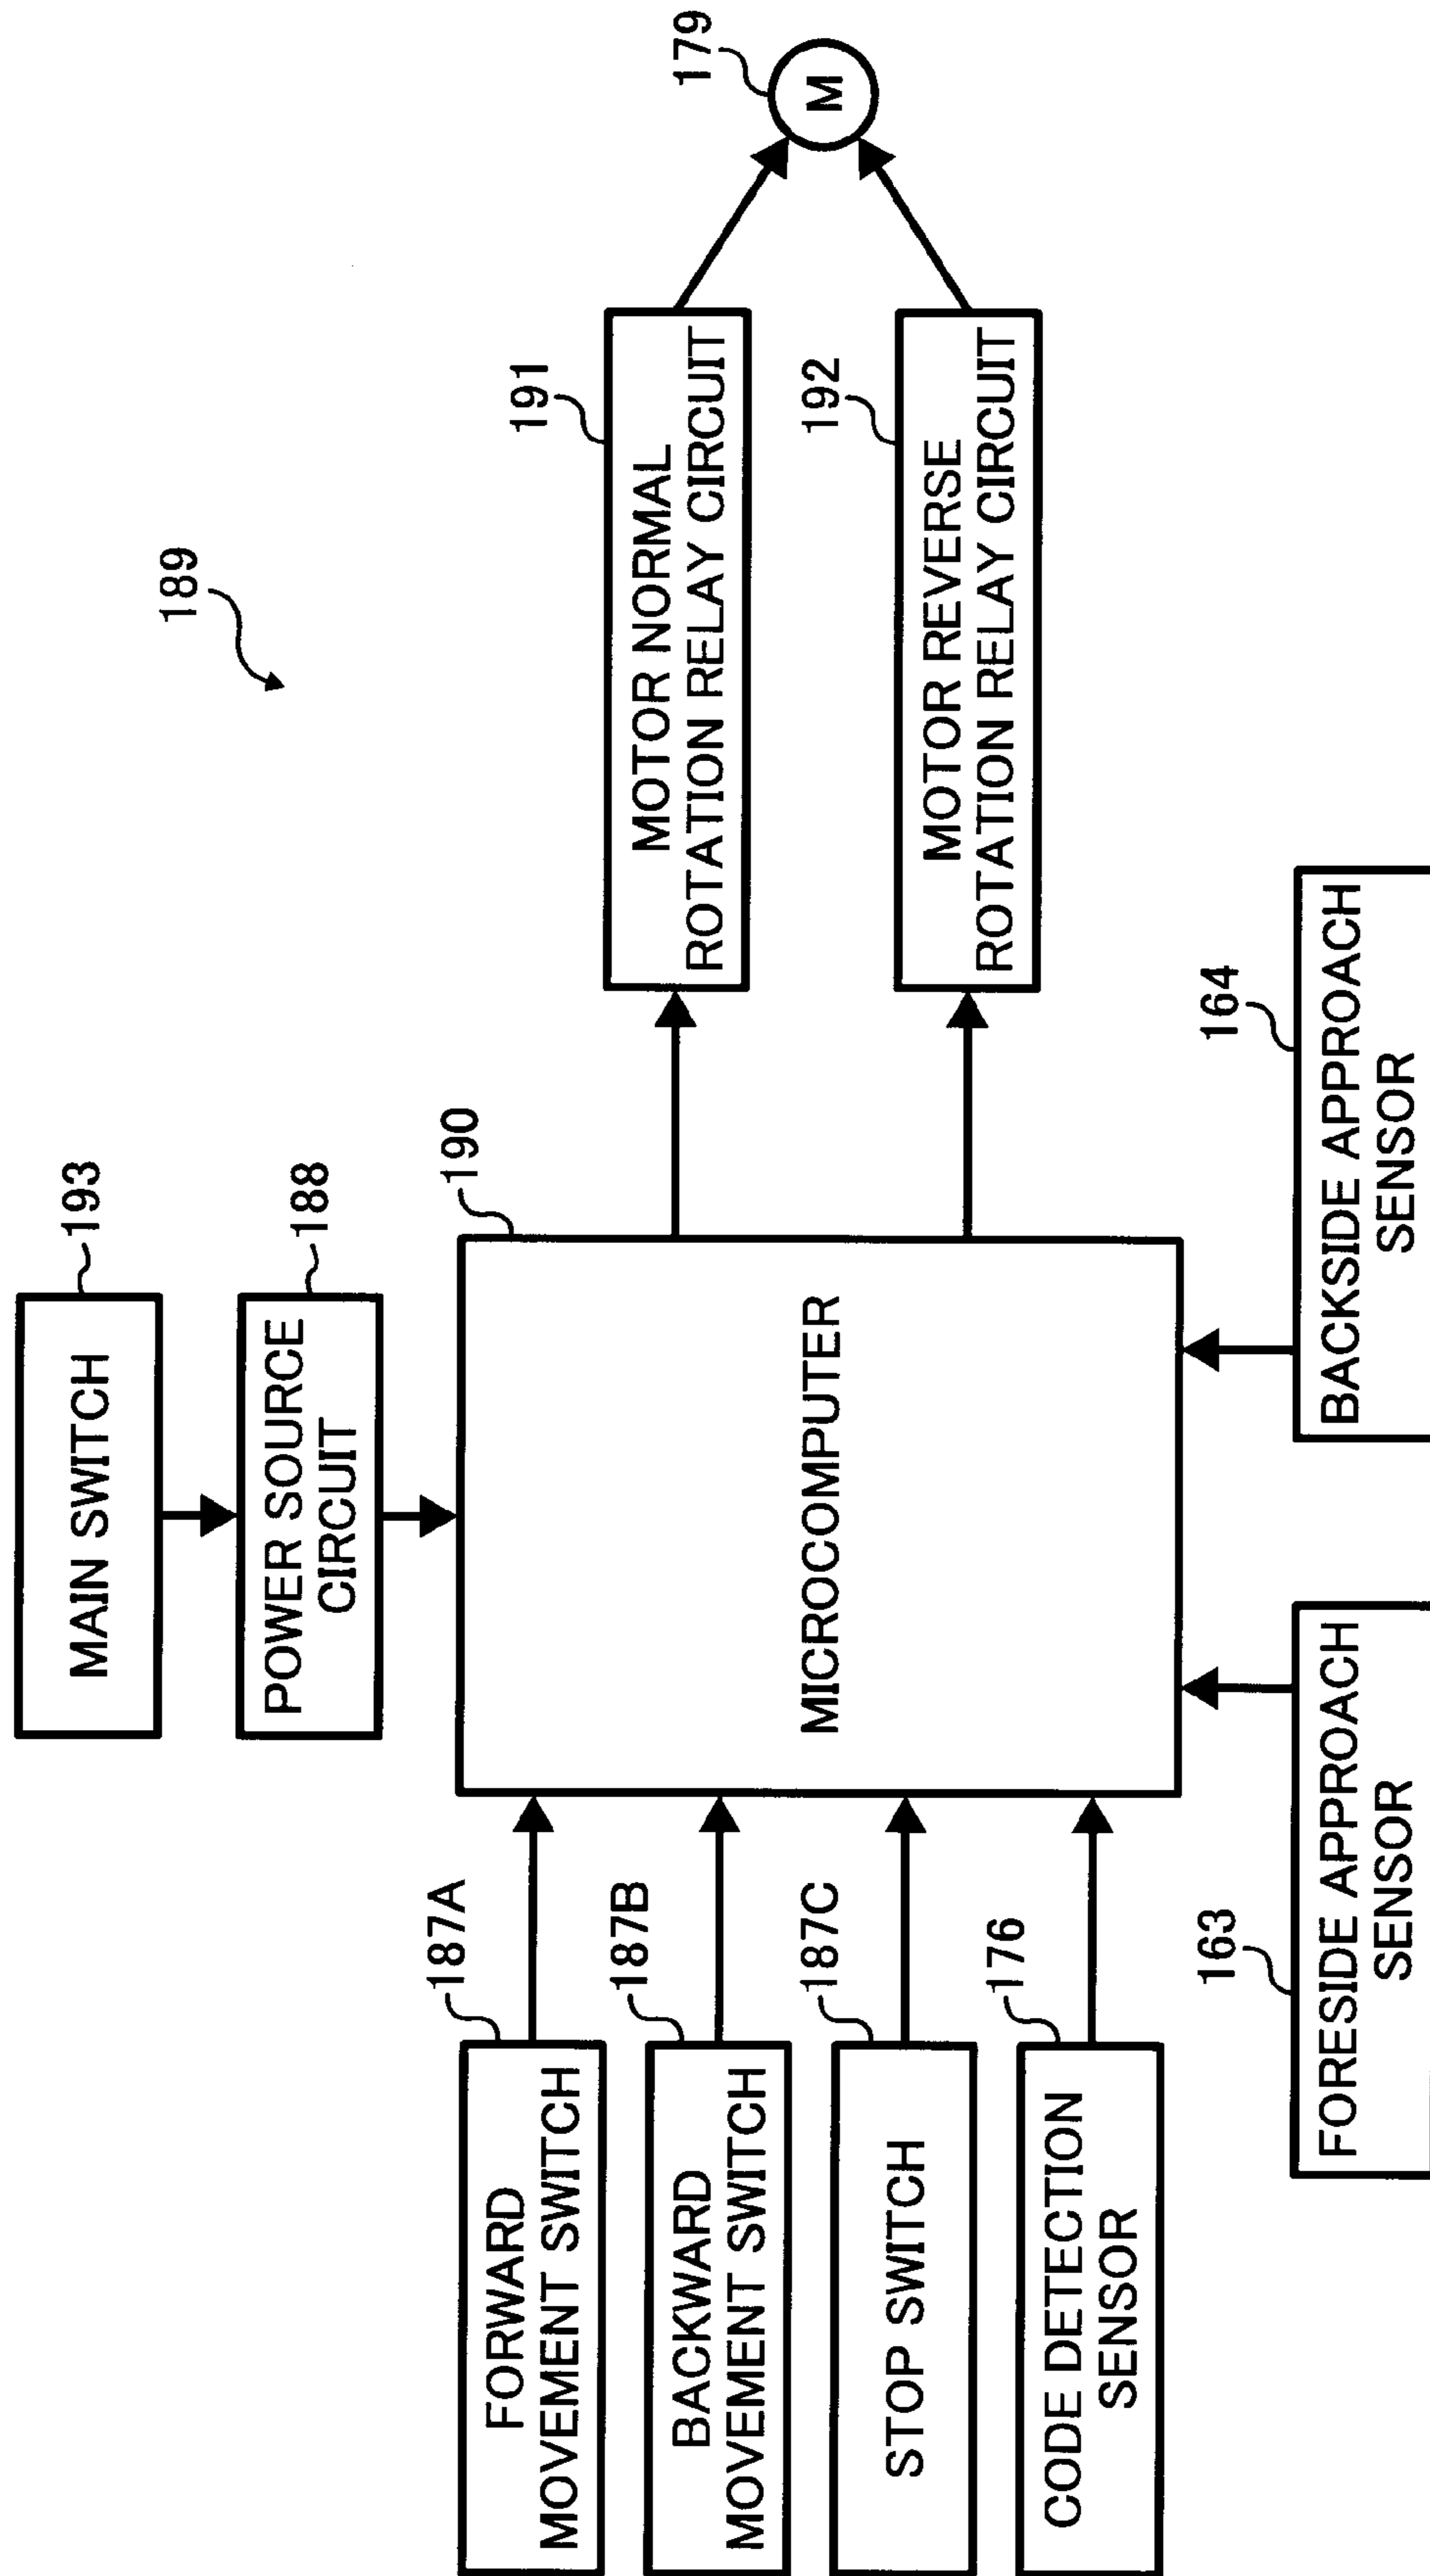 189
MAIN SWITCH
193
POWER SOURCE
CIRCUIT
188
FORWARD
MOVEMENT SWITCH
187A
BACKWARD
MOVEMENT SWITCH
187B
STOP SWITCH
187C
CODE DETECTION
SENSOR
176
MICROCOMPUTER
190
MOTOR NORMAL
ROTATION RELAY CIRCUIT
191
MOTOR REVERSE
ROTATION RELAY CIRCUIT
192
M
179
FORESIDE APPROACH
SENSOR
163
BACKSIDE APPROACH
SENSOR
164